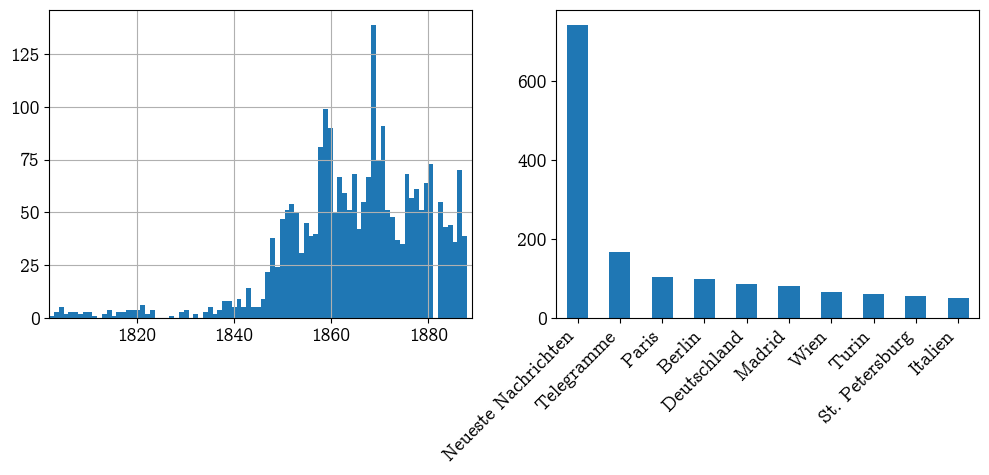 125
100
75
50
25
0
1820 1840 1860 1880
600
400
200
0
Neueste Nachrichten
Telegramme
Paris
Berlin
Deutschland
Madrid
Wien
Turin
St. Petersburg
Italien